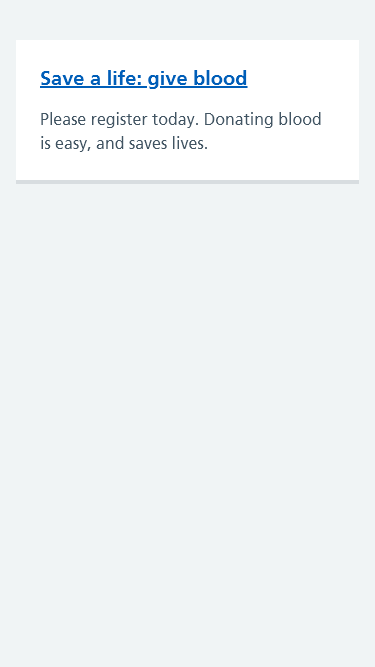 Save a life: give blood
Please register today. Donating blood
is easy, and saves lives.